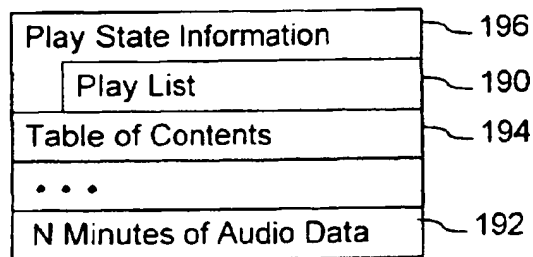 Play State Information 196
Play List 190
Table of Contents 194
• • •
N Minutes of Audio Data 192